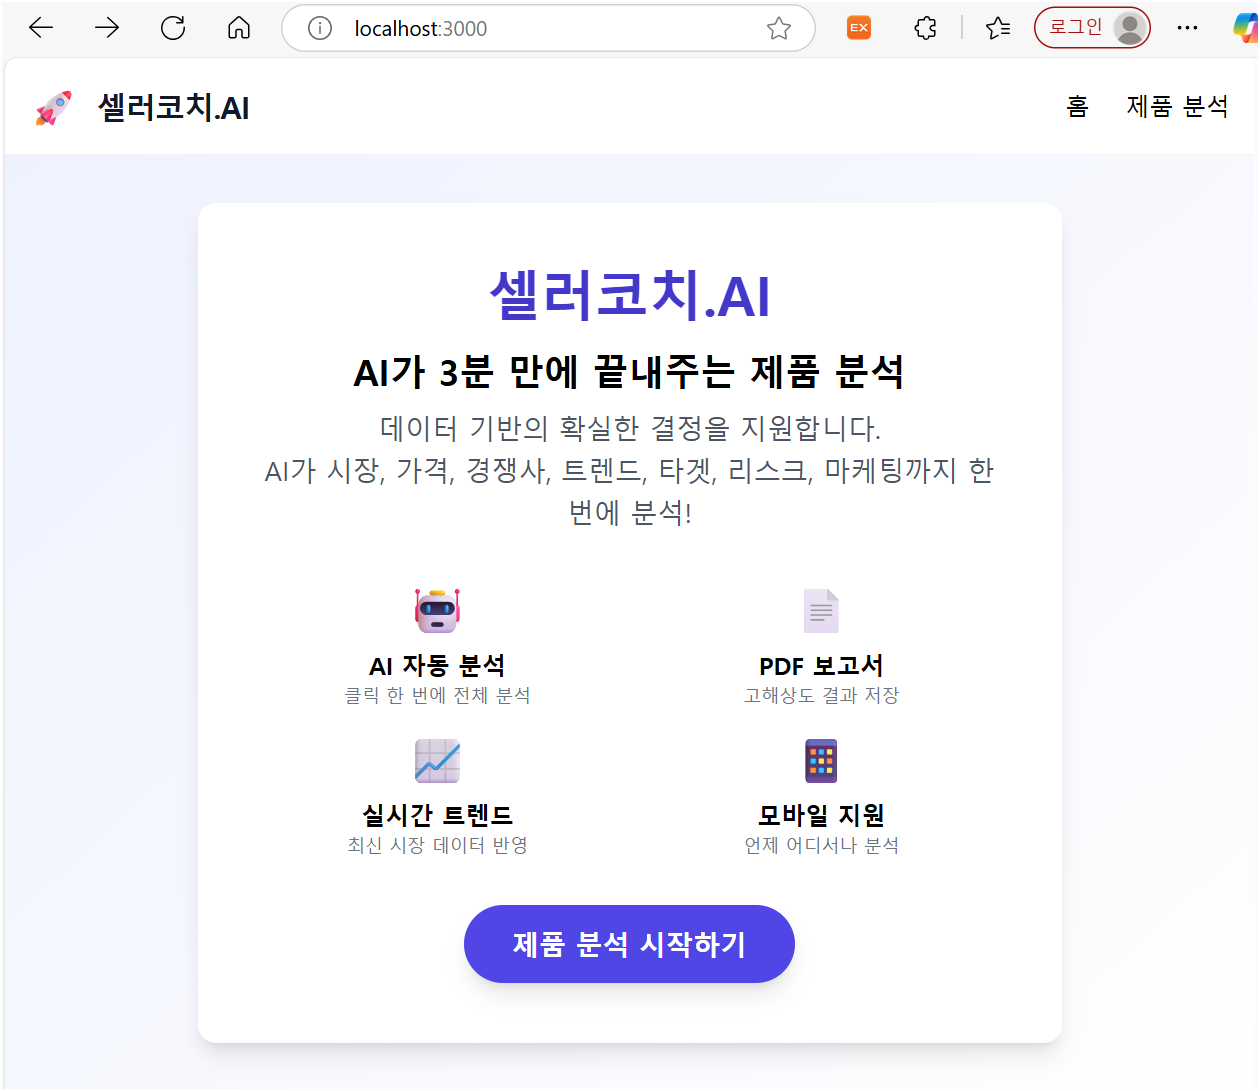 localhost:3000
EX
로그인
셀러코치.AI
홈
제품 분석
셀러코치.AI
AI가 3분 만에 끝내주는 제품 분석
데이터 기반의 확실한 결정을 지원합니다.
AI가 시장, 가격, 경쟁사, 트렌드, 타겟, 리스크, 마케팅까지 한
번에 분석!
AI 자동 분석
클릭 한 번에 전체 분석
PDF 보고서
고해상도 결과 저장
실시간 트렌드
최신 시장 데이터 반영
모바일 지원
언제 어디서나 분석
제품 분석 시작하기